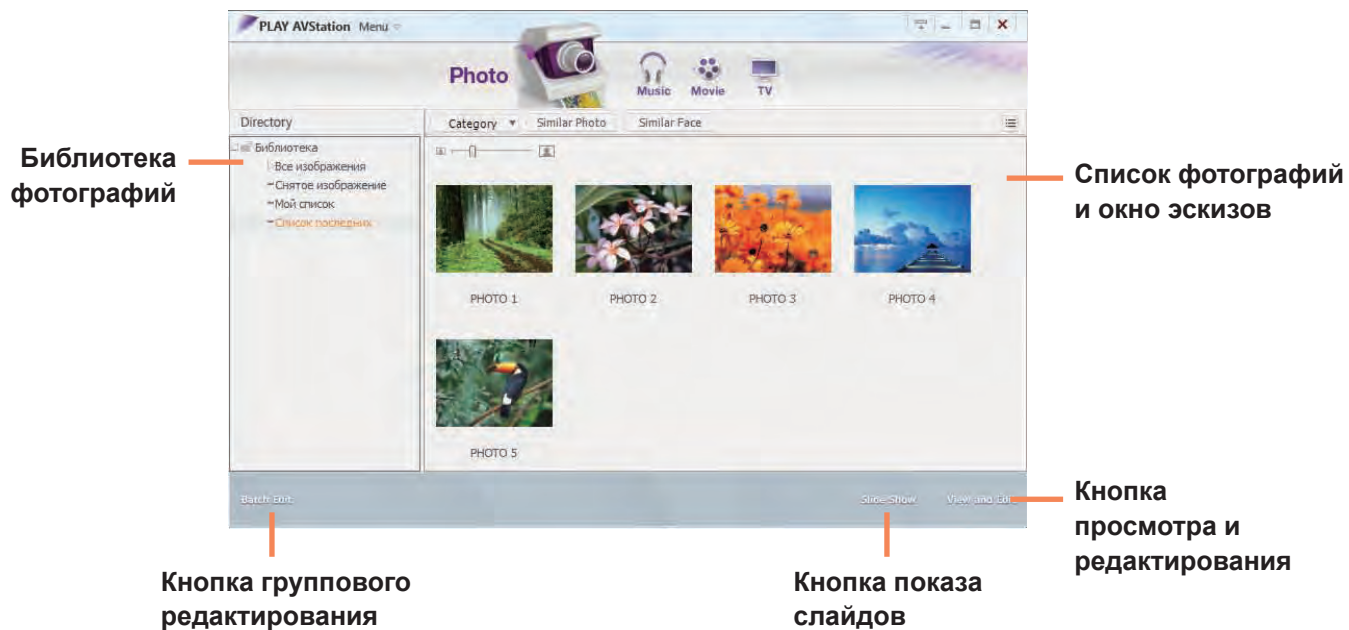 PLAY AVStation Menu
Photo
Music Movie TV
Directory
Category Similar Photo Similar Face
Библиотека
фотографий
Библиотека
Все изображения
Снятое изображение
Мой список
Список последних
Список фотографий
и окно эскизов
PHOTO 1 PHOTO 2 PHOTO 3 PHOTO 4
PHOTO 5
Batch Edit Slide Show View and Edit
Кнопка
просмотра и
редактирования
Кнопка группового
редактирования
Кнопка показа
слайдов